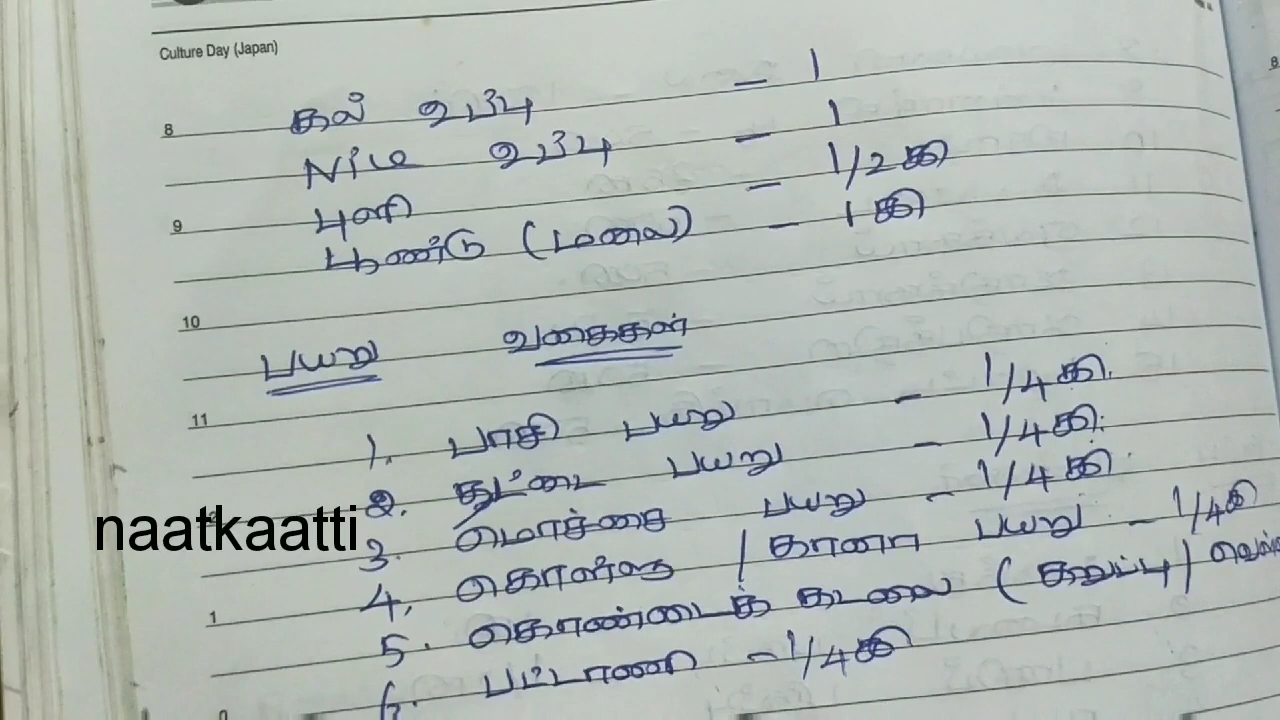 Culture Day (Japan)
8
கல் உப்பு - 1
Nice உப்பு - 1
9
புளி - 1/2 கி
பூண்டு (மலை) - 1 கி
10
பயறு வகைகள்
11
1. பாசி பயறு - 1/4 கி.
2. தட்டை பயறு - 1/4 கி.
naatkaatti
3. மொச்சை பயறு - 1/4 கி
4. கொள்ளு / கானா பயறு - 1/4 கி
1
5. கொண்டைக் கடலை (கறுப்பு /
6. பட்டாணி - 1/4 கி
8